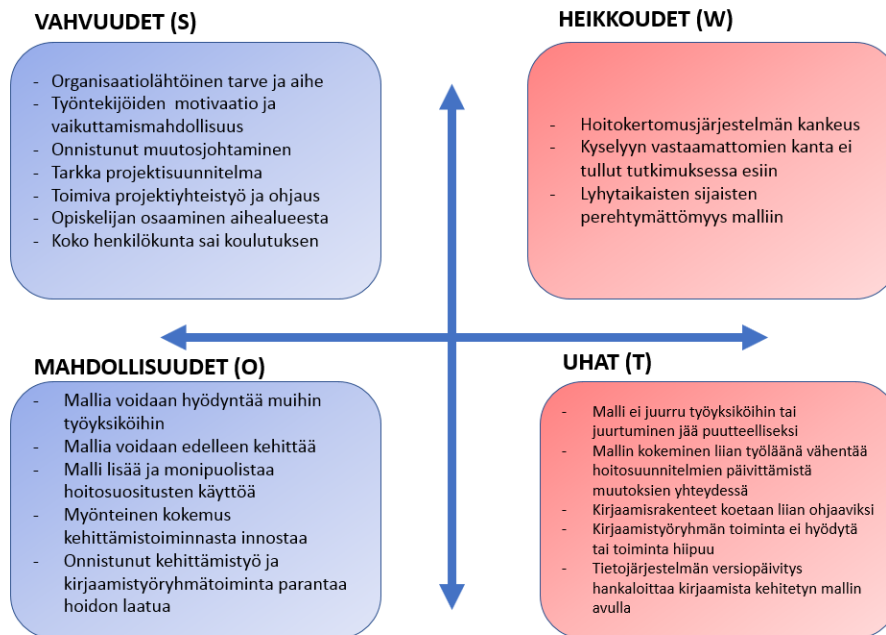 VAHVUUDET (S)
- Organisaatiolähtöinen tarve ja aihe
- Työntekijöiden motivaatio ja
vaikuttamismahdollisuus
- Onnistunut muutosjohtaminen
- Tarkka projektisuunnitelma
- Toimiva projektiyhteistyö ja ohjaus
- Opiskelijan osaaminen aihealueesta
- Koko henkilökunta sai koulutuksen
HEIKKOUDET (W)
- Hoitokertomusjärjestelmän kankeus
- Kyselyyn vastaamattomien kanta ei
tullut tutkimuksessa esiin
- Lyhytaikaisten sijaisten
perehtymättömyys malliin
MAHDOLLISUUDET (O)
- Mallia voidaan hyödyntää muihin
työyksiköihin
- Mallia voidaan edelleen kehittää
- Malli lisää ja monipuolistaa
hoitosuositusten käyttöä
- Myönteinen kokemus
kehittämistoiminnasta innostaa
- Onnistunut kehittämistyö ja
kirjaamistyöryhmätoiminta parantaa
hoidon laatua
UHAT (T)
- Malli ei juurru työyksiköihin tai
juurtuminen jää puutteelliseksi
- Mallin kokeminen liian työläänä vähentää
hoitosuunnitelmien päivittämistä
muutoksien yhteydessä
- Kirjaamisrakenteet koetaan liian ohjaaviksi
- Kirjaamistyöryhmän toiminta ei hyödytä
tai toiminta hiipuu
- Tietojärjestelmän versiopäivitys
hankaloittaa kirjaamista kehitetyn mallin
avulla